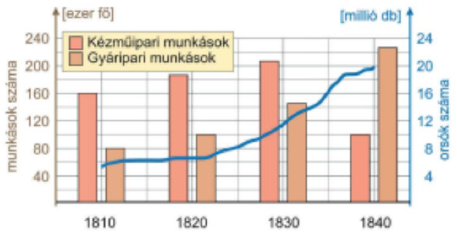 [ezer fő]
[millió db]
Kézműipari munkások
Gyáripari munkások
munkások száma
240
200
160
120
80
40
24
20
16
12
8
4
orsók száma
1810 1820 1830 1840